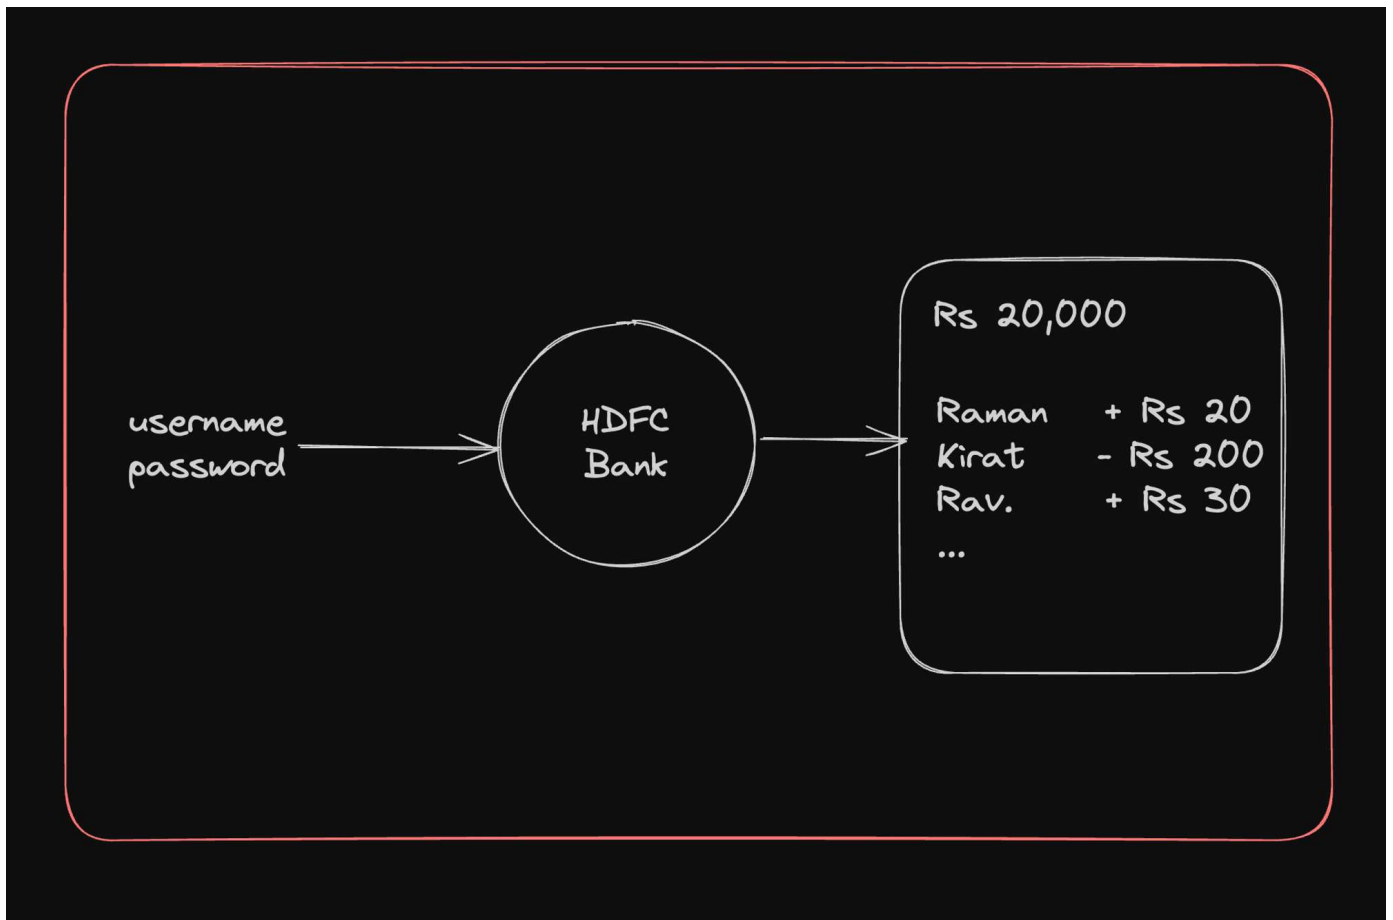 username
password
HDFC
Bank
Rs 20,000
Raman + Rs 20
Kirat - Rs 200
Rav. + Rs 30
...